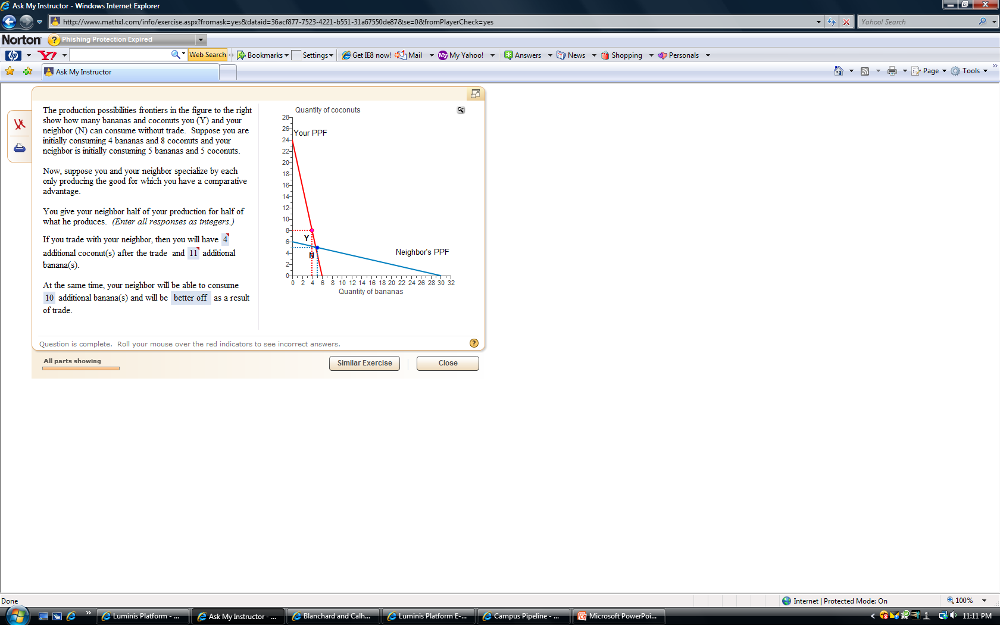 Ask My Instructor - Windows Internet Explorer
http://www.mathxl.com/info/exercise.aspx?fromask=yes&dataid=36acf877-7523-4221-b551-31a67550de87&se=0&fromPlayerCheck=yes
Yahoo! Search
Norton
Phishing Protection Expired
hp
Y!
Web Search
Bookmarks
Settings
Get IE8 now!
Mail
My Yahoo!
Answers
News
Shopping
Personals
Ask My Instructor
Page
Tools
The production possibilities frontiers in the figure to the right
show how many bananas and coconuts you (Y) and your
neighbor (N) can consume without trade. Suppose you are
initially consuming 4 bananas and 8 coconuts and your
neighbor is initially consuming 5 bananas and 5 coconuts.
Now, suppose you and your neighbor specialize by each
only producing the good for which you have a comparative
advantage.
You give your neighbor half of your production for half of
what he produces. (Enter all responses as integers.)
If you trade with your neighbor, then you will have 4
additional coconut(s) after the trade and 11 additional
banana(s).
At the same time, your neighbor will be able to consume
10 additional banana(s) and will be better off as a result
of trade.
Quantity of coconuts
28
26
Your PPF
24
22
20
18
16
14
12
10
8
Y
6
Neighbor's PPF
4
N
2
0
0 2 4 6 8 10 12 14 16 18 20 22 24 26 28 30 32
Quantity of bananas
Question is complete. Roll your mouse over the red indicators to see incorrect answers.
?
All parts showing
Similar Exercise
Close
Done
Internet | Protected Mode: On
100%
Luminis Platform - ...
Ask My Instructor - ...
Blanchard and Calh...
Luminis Platform E-...
Campus Pipeline - ...
Microsoft PowerPoi...
11:11 PM